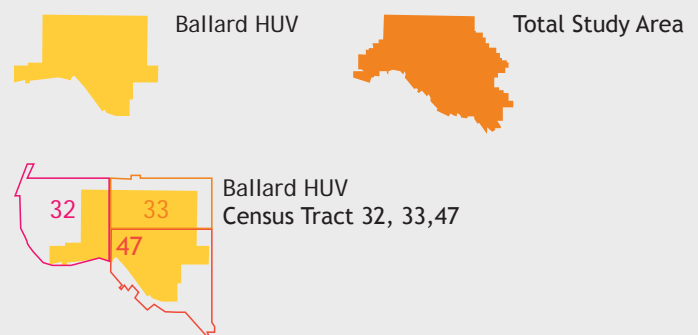 Ballard HUV
Total Study Area
32
33
47
Ballard HUV
Census Tract 32, 33,47